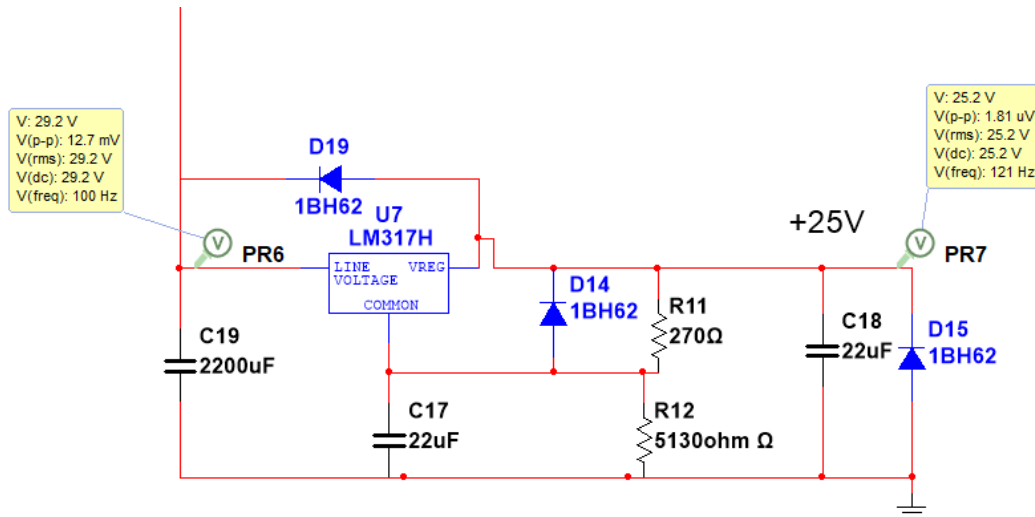 V: 29.2 V
V(p-p): 12.7 mV
V(rms): 29.2 V
V(dc): 29.2 V
V(freq): 100 Hz
V
PR6
D19
1BH62
U7
LM317H
LINE VREG
VOLTAGE
COMMON
C19
2200uF
C17
22uF
D14
1BH62
R11
270Ω
R12
5130ohm Ω
+25V
C18
22uF
V: 25.2 V
V(p-p): 1.81 uV
V(rms): 25.2 V
V(dc): 25.2 V
V(freq): 121 Hz
V
PR7
D15
1BH62